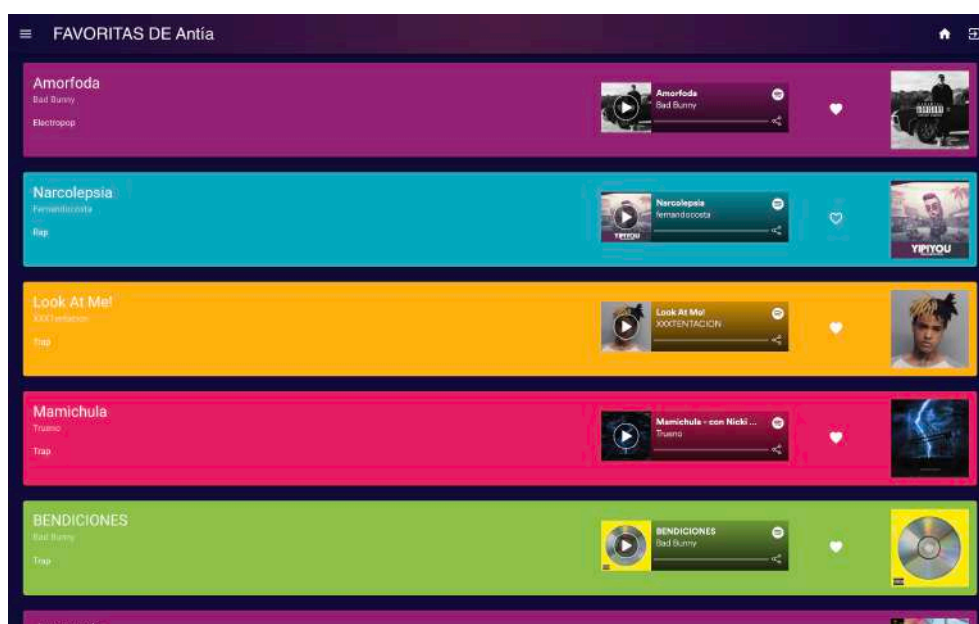 FAVORITAS DE Antía
Amorfoda
Bad Bunny
Electropop
Amorfoda
Bad Bunny
Narcolepsia
Fernandocosta
Rap
YIPIYOU
Narcolepsia
fernandocosta
YIPIYOU
Look At Me!
XXXTentacion
Trap
Look At Me!
XXXTENTACION
Mamichula
Trueno
Trap
Mamichula - con Nicki ...
Trueno
BENDICIONES
Bad Bunny
Trap
BENDICIONES
Bad Bunny